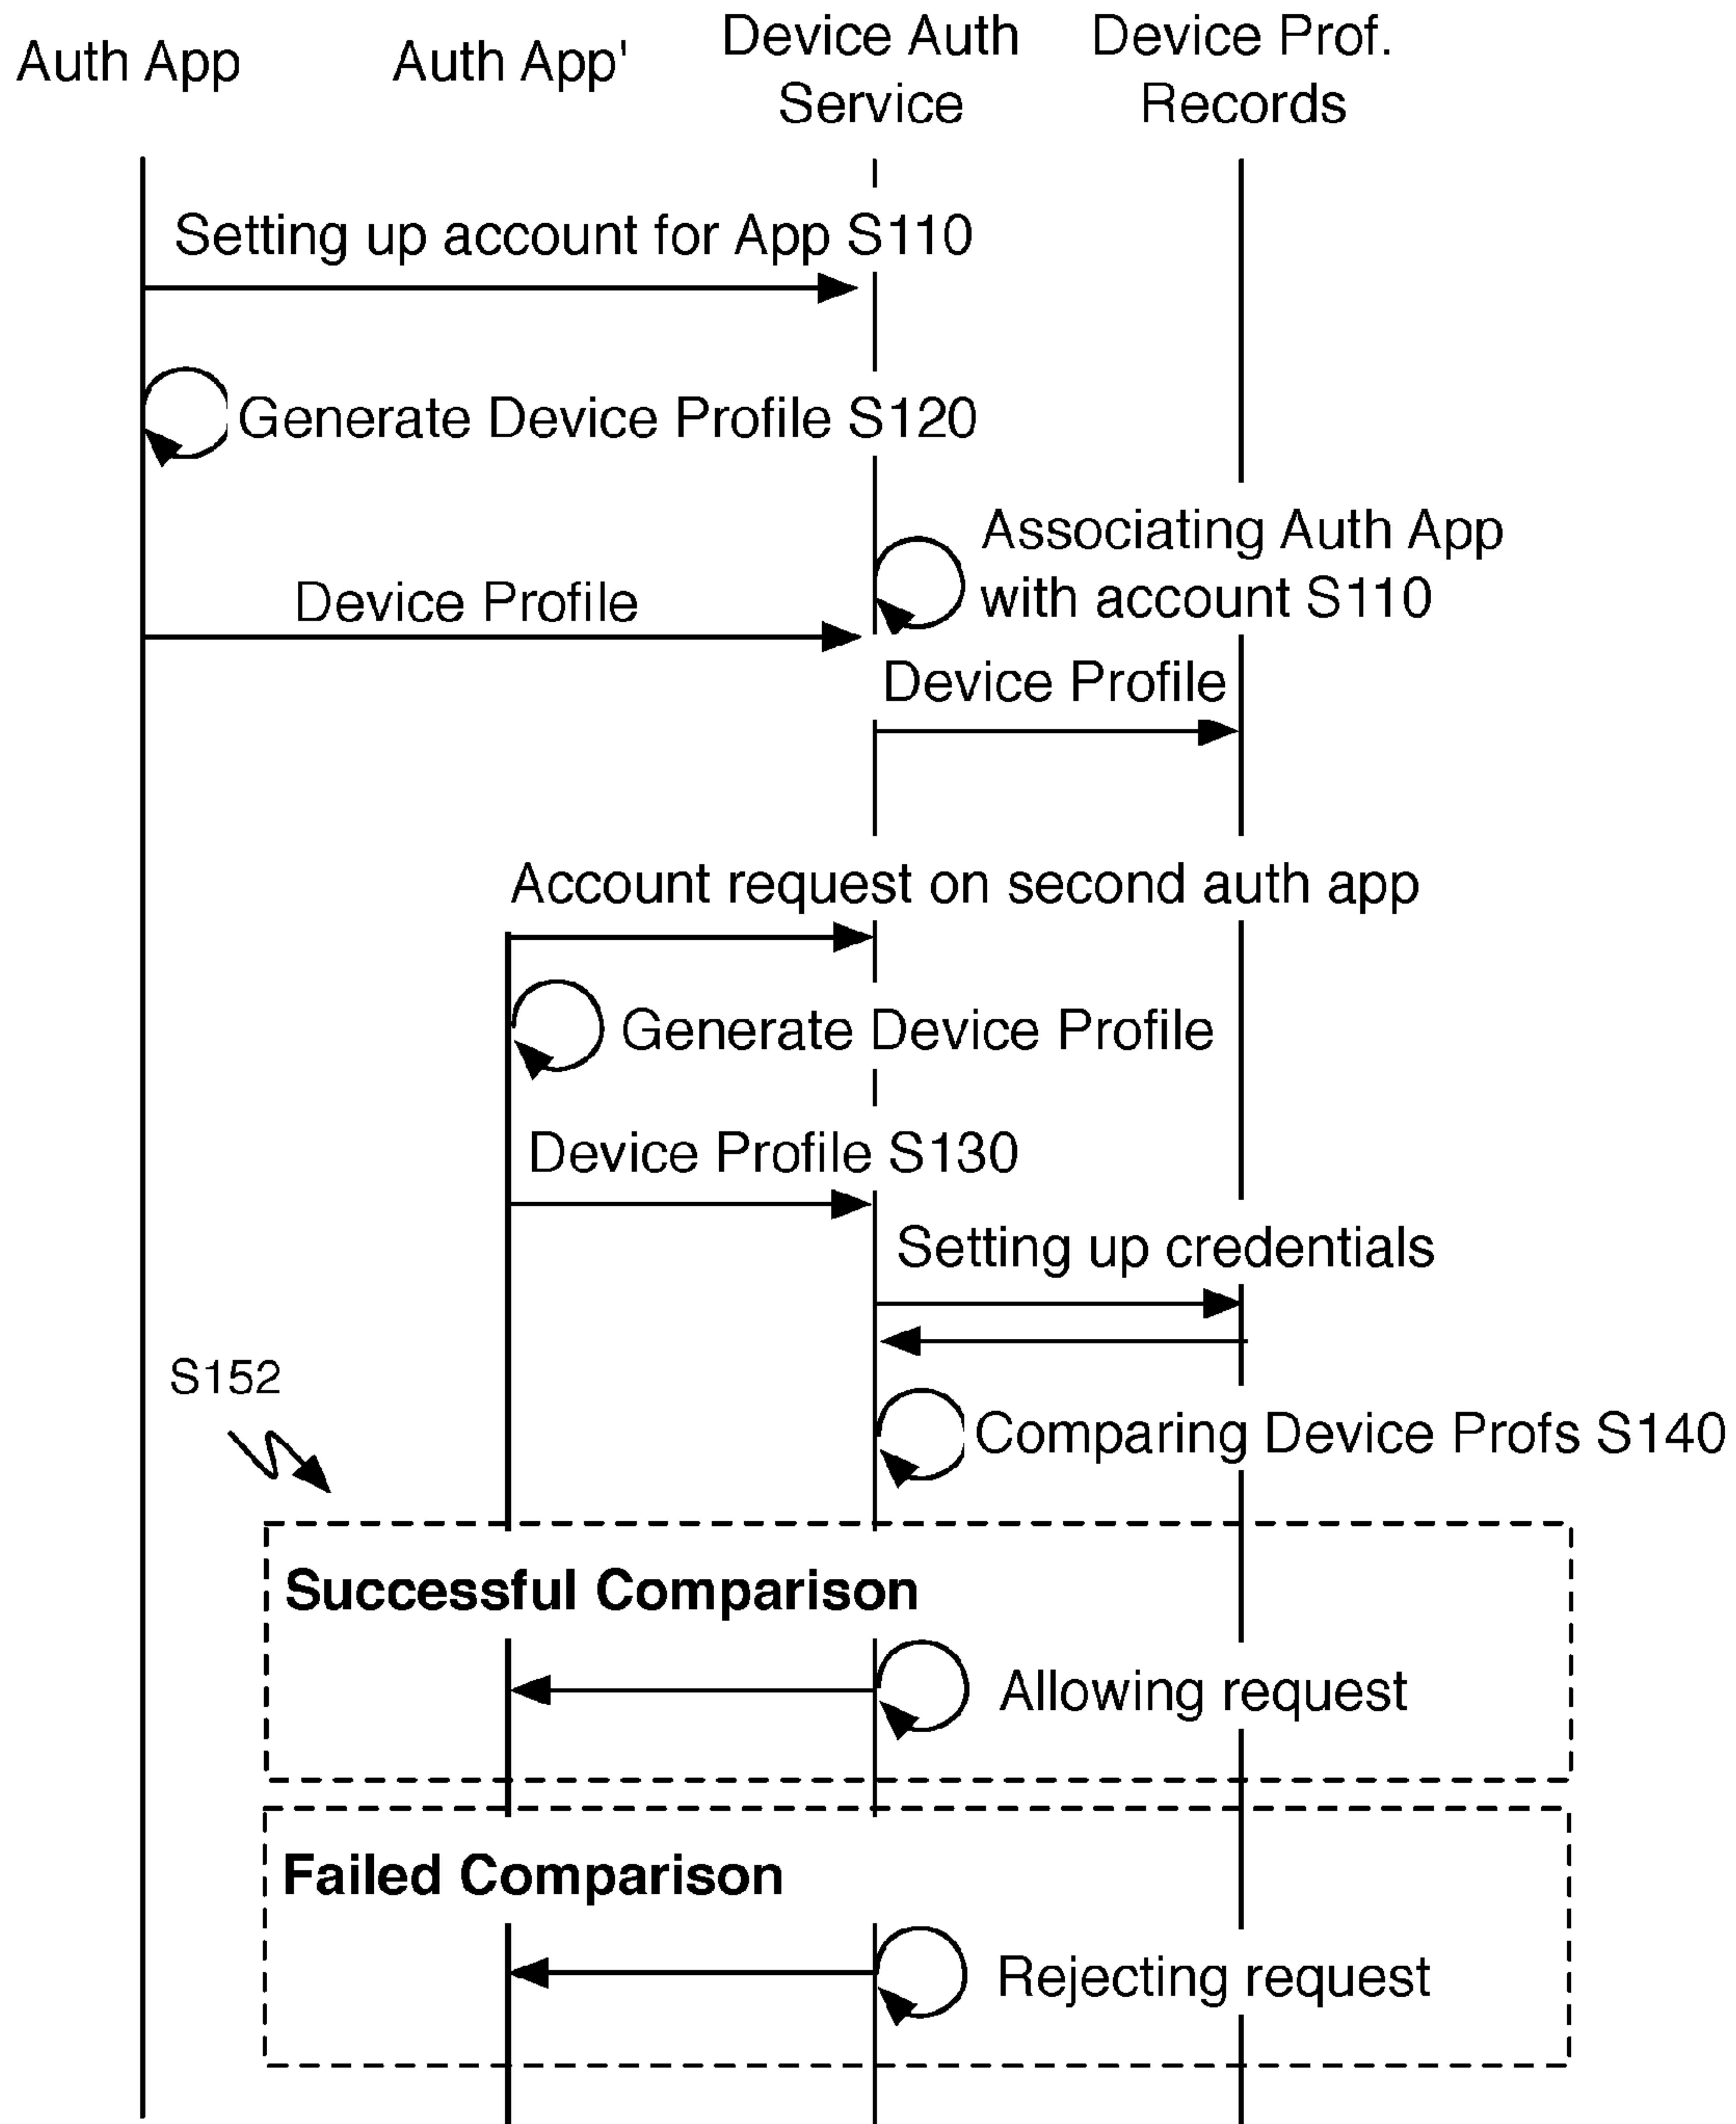 Auth App
Auth App'
Device Auth
Service
Device Prof.
Records
Setting up account for App S110
Generate Device Profile S120
Associating Auth App
with account S110
Device Profile
Device Profile
Account request on second auth app
Generate Device Profile
Device Profile S130
Setting up credentials
S152
Comparing Device Profs S140
Successful Comparison
Allowing request
Failed Comparison
Rejecting request